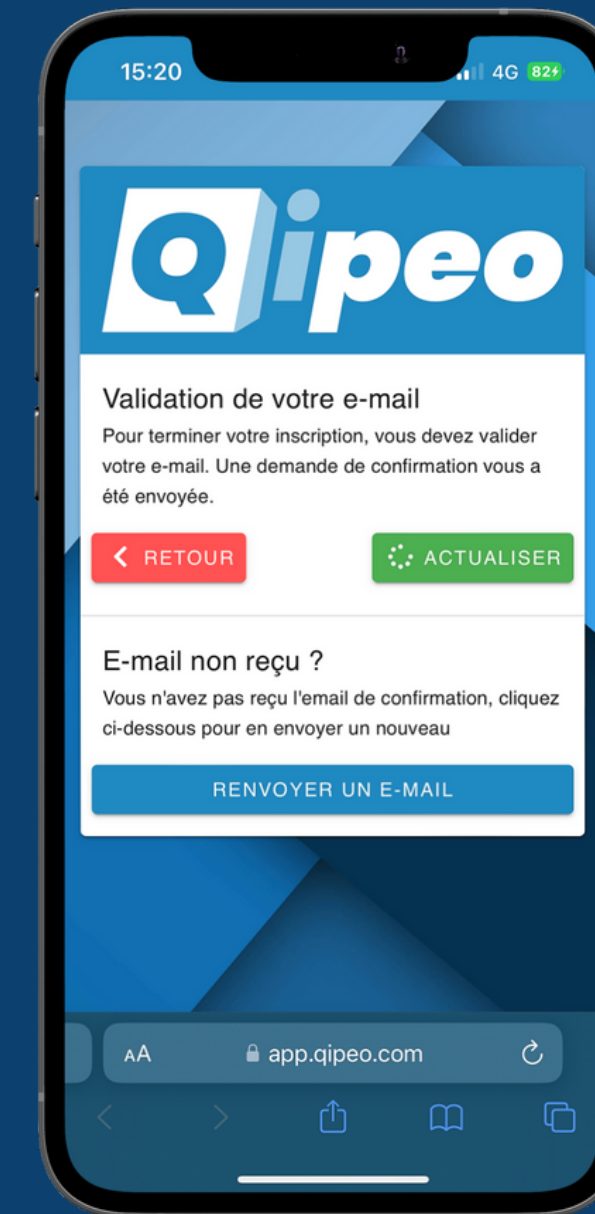 15:20 4G 82
Qipeo
Validation de votre e-mail
Pour terminer votre inscription, vous devez valider
votre e-mail. Une demande de confirmation vous a
été envoyée.
RETOUR ACTUALISER
E-mail non reçu ?
Vous n'avez pas reçu l'email de confirmation, cliquez
ci-dessous pour en envoyer un nouveau
RENVOYER UN E-MAIL
AA app.qipeo.com